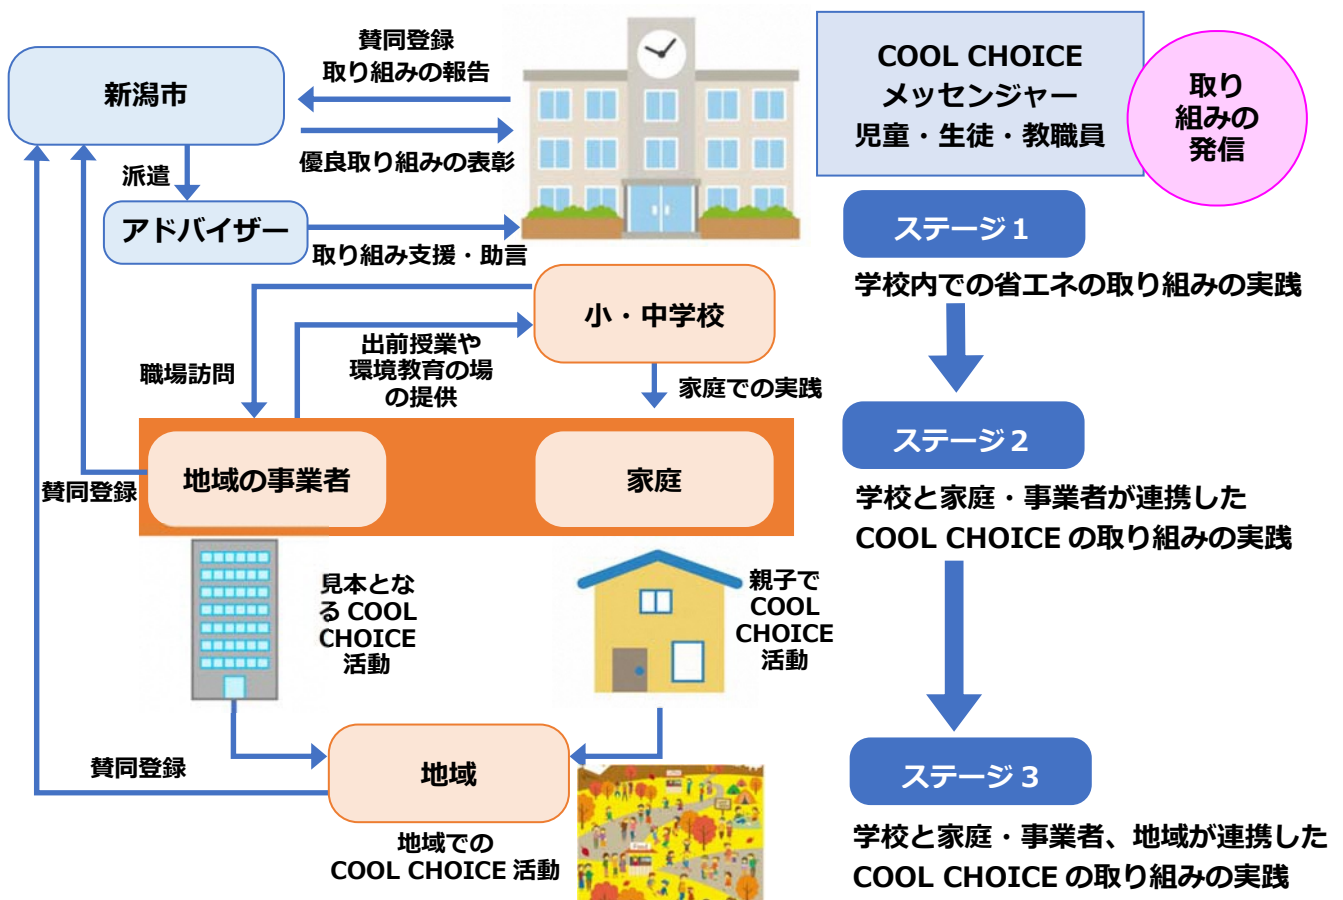 賛同登録
取り組みの報告
新潟市
優良取り組みの表彰
派遣
アドバイザー
取り組み支援・助言
小・中学校
出前授業や
環境教育の場
の提供
職場訪問
家庭での実践
地域の事業者
家庭
賛同登録
見本とな
る COOL
CHOICE
活動
親子で
COOL
CHOICE
活動
賛同登録
地域
地域での
COOL CHOICE 活動
COOL CHOICE
メッセンジャー
児童・生徒・教職員
取り
組みの
発信
ステージ 1
学校内での省エネの取り組みの実践
ステージ 2
学校と家庭・事業者が連携した
COOL CHOICE の取り組みの実践
ステージ 3
学校と家庭・事業者、地域が連携した
COOL CHOICE の取り組みの実践